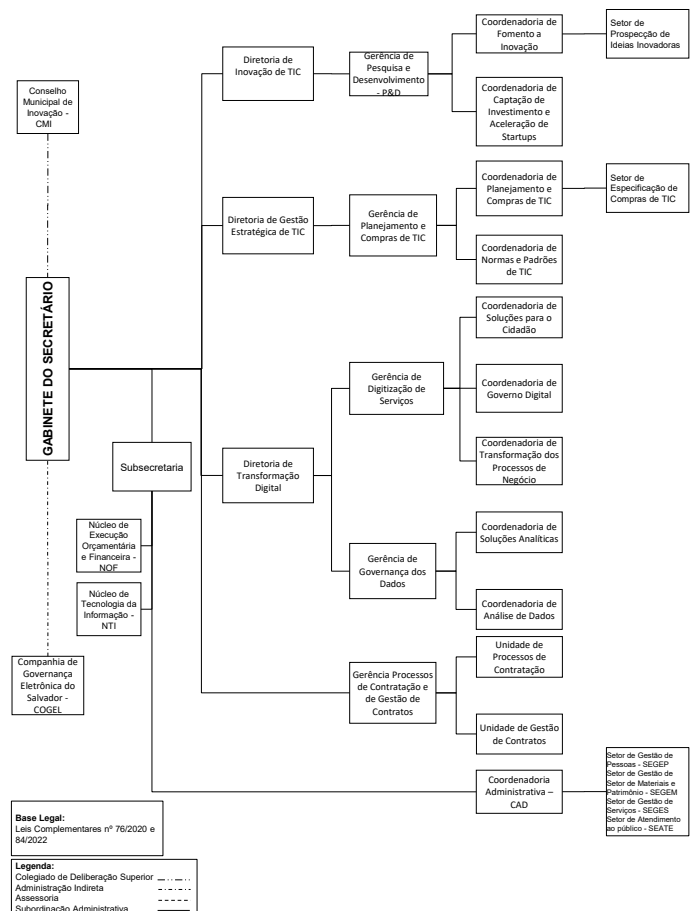 Conselho
Municipal de
Inovação -
CMI
GABINETE DO SECRETÁRIO
Companhia de
Governança
Eletrônica do
Salvador -
COGEL
Subsecretaria
Núcleo de
Execução
Orçamentária
e Financeira -
NOF
Núcleo de
Tecnologia da
Informação -
NTI
Diretoria de
Inovação de TIC
Gerência de
Pesquisa e
Desenvolvimento
- P&D
Coordenadoria de
Fomento a
Inovação
Setor de
Prospecção de
Ideias Inovadoras
Coordenadoria de
Captação de
Investimento e
Aceleração de
Startups
Diretoria de Gestão
Estratégica de TIC
Gerência de
Planejamento e
Compras de TIC
Coordenadoria de
Planejamento e
Compras de TIC
Setor de
Especificação de
Compras de TIC
Coordenadoria de
Normas e Padrões
de TIC
Diretoria de
Transformação
Digital
Gerência de
Digitização de
Serviços
Coordenadoria de
Soluções para o
Cidadão
Coordenadoria de
Governo Digital
Coordenadoria de
Transformação dos
Processos de
Negócio
Gerência de
Governança dos
Dados
Coordenadoria de
Soluções Analíticas
Coordenadoria de
Análise de Dados
Gerência Processos
de Contratação e
de Gestão de
Contratos
Unidade de
Processos de
Contratação
Unidade de Gestão
de Contratos
Coordenadoria
Administrativa –
CAD
Setor de Gestão de
Pessoas - SEGEP
Setor de Gestão de
Setor de Materiais e
Patrimônio - SEGEM
Setor de Gestão de
Serviços - SEGES
Setor de Atendimento
ao público - SEATE
Base Legal:
Leis Complementares nº 76/2020 e
84/2022
Legenda:
Colegiado de Deliberação Superior
Administração Indireta
Assessoria
Subordinação Administrativa